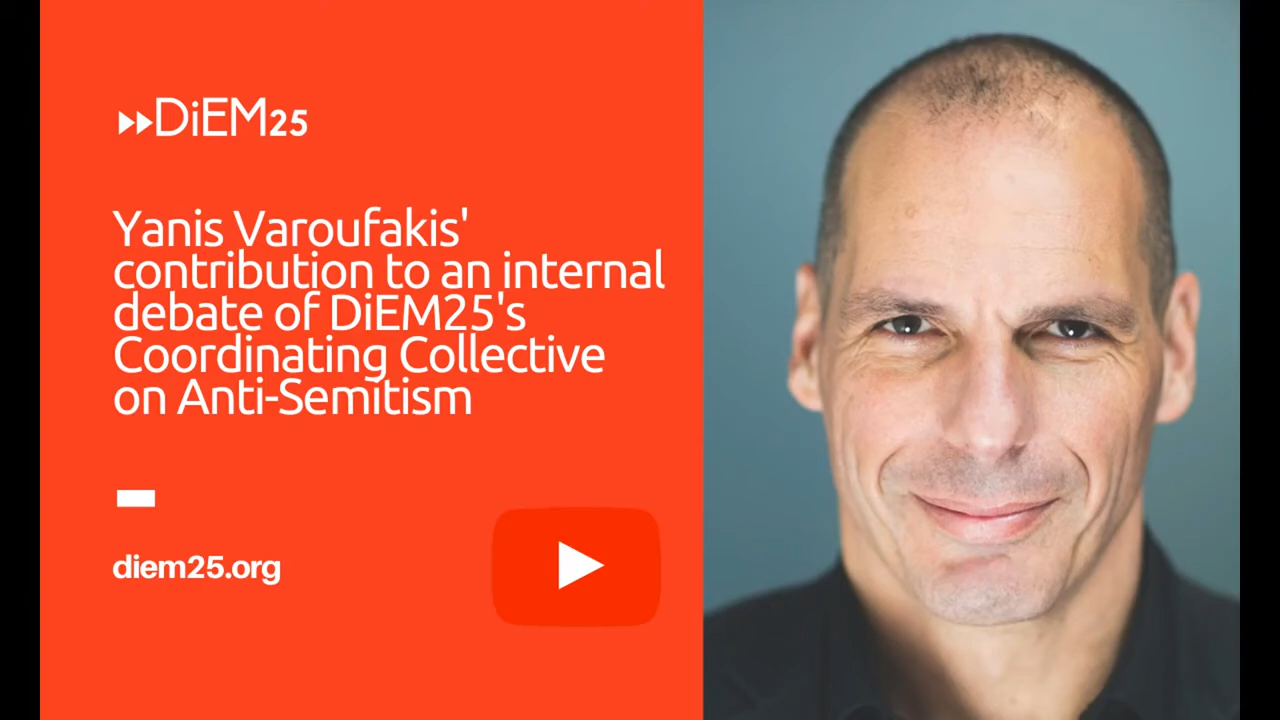 DiEM25
Yanis Varoufakis'
contribution to an internal
debate of DiEM25's
Coordinating Collective
on Anti-Semitism
diem25.org